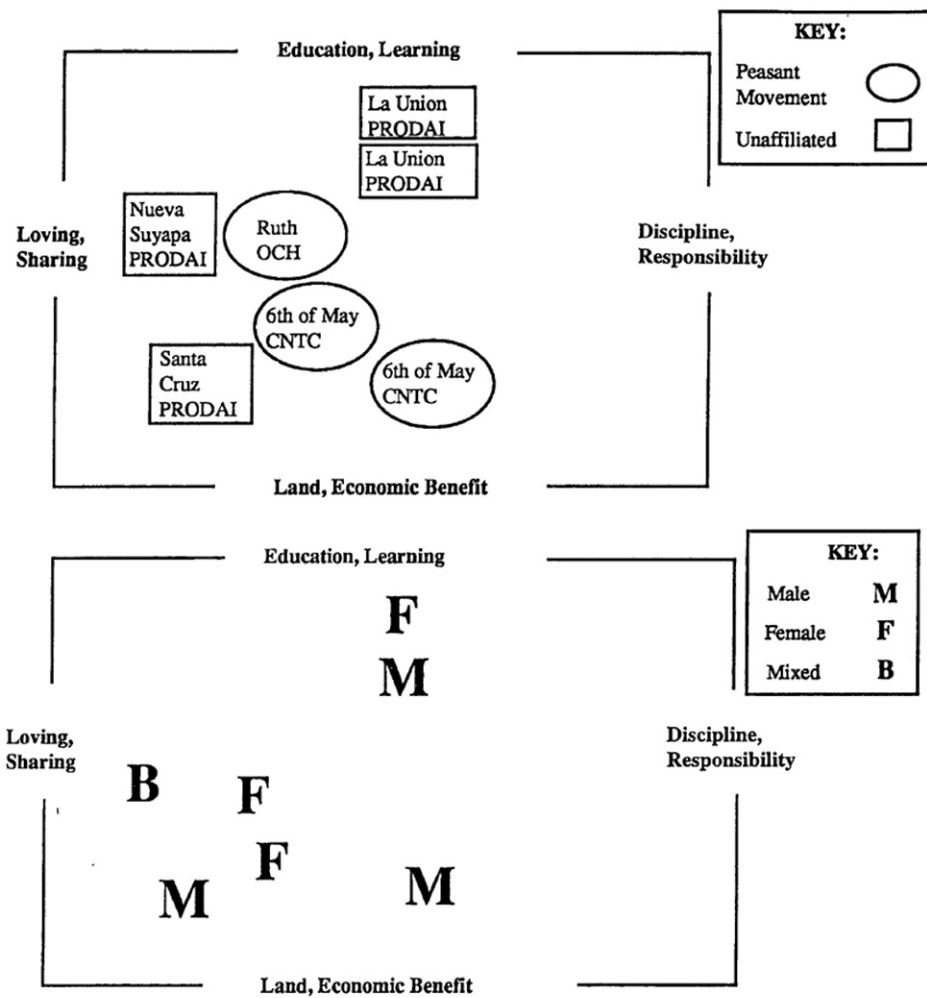 Education, Learning
KEY:
Peasant
Movement
Unaffiliated
La Union
PRODAI
La Union
PRODAI
Nueva
Suyapa
PRODAI
Ruth
OCH
Loving,
Sharing
Discipline,
Responsibility
6th of May
CNTC
Santa
Cruz
PRODAI
6th of May
CNTC
Land, Economic Benefit
Education, Learning
KEY:
Male M
Female F
Mixed B
F
M
Loving,
Sharing
Discipline,
Responsibility
B
F
F
M
M
Land, Economic Benefit